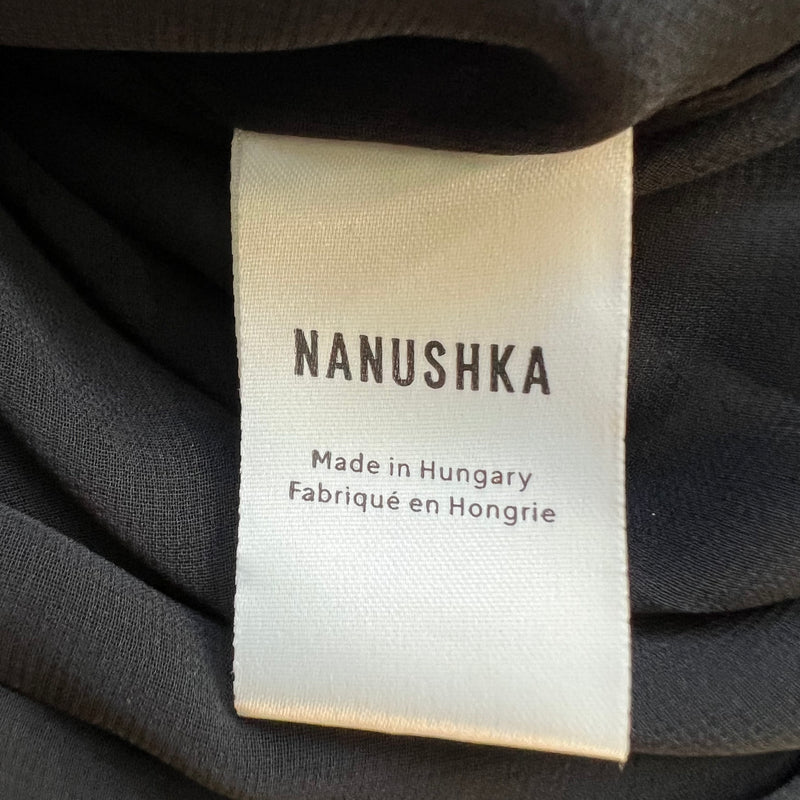 NANUSHKA
Made in Hungary
Fabriqué en Hongrie